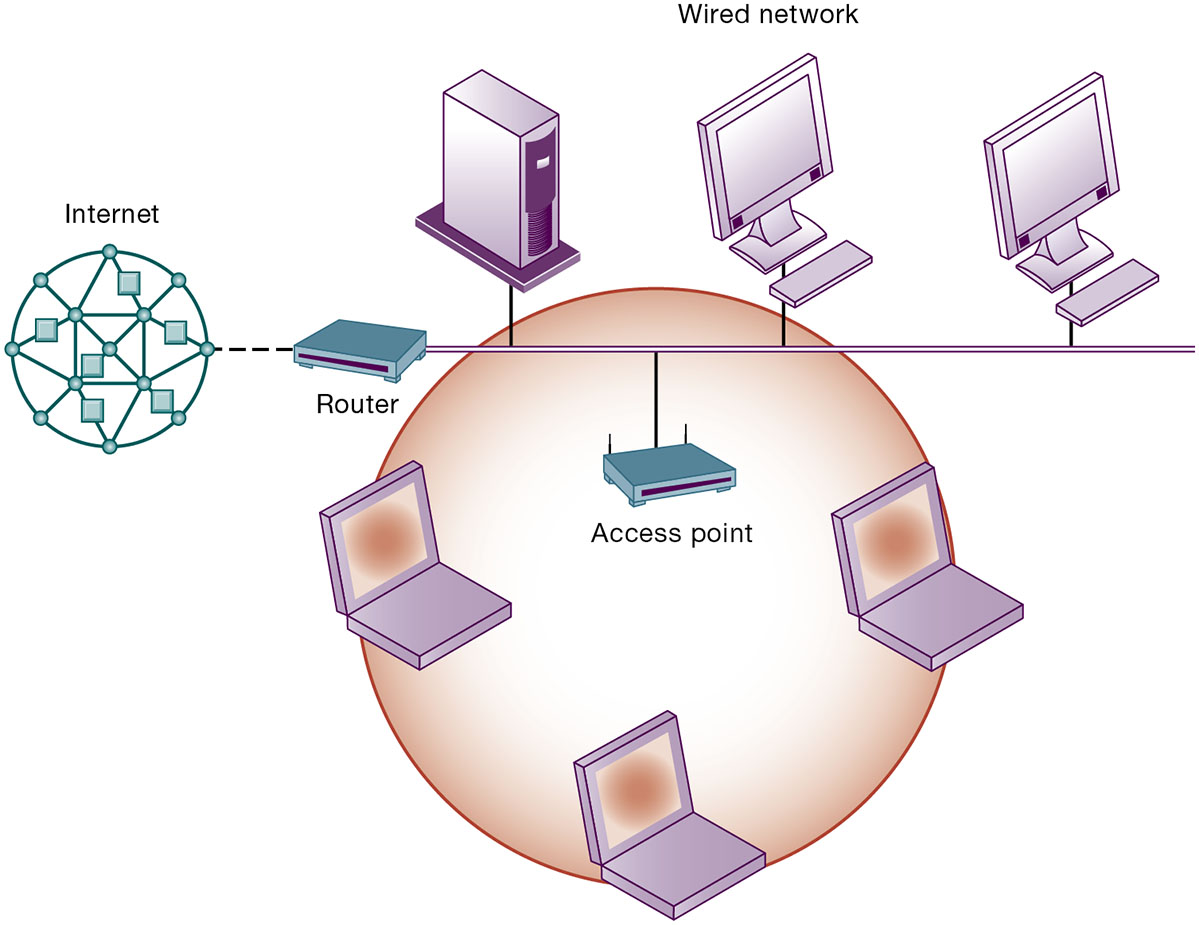 Wired network
Internet
Router
Access point